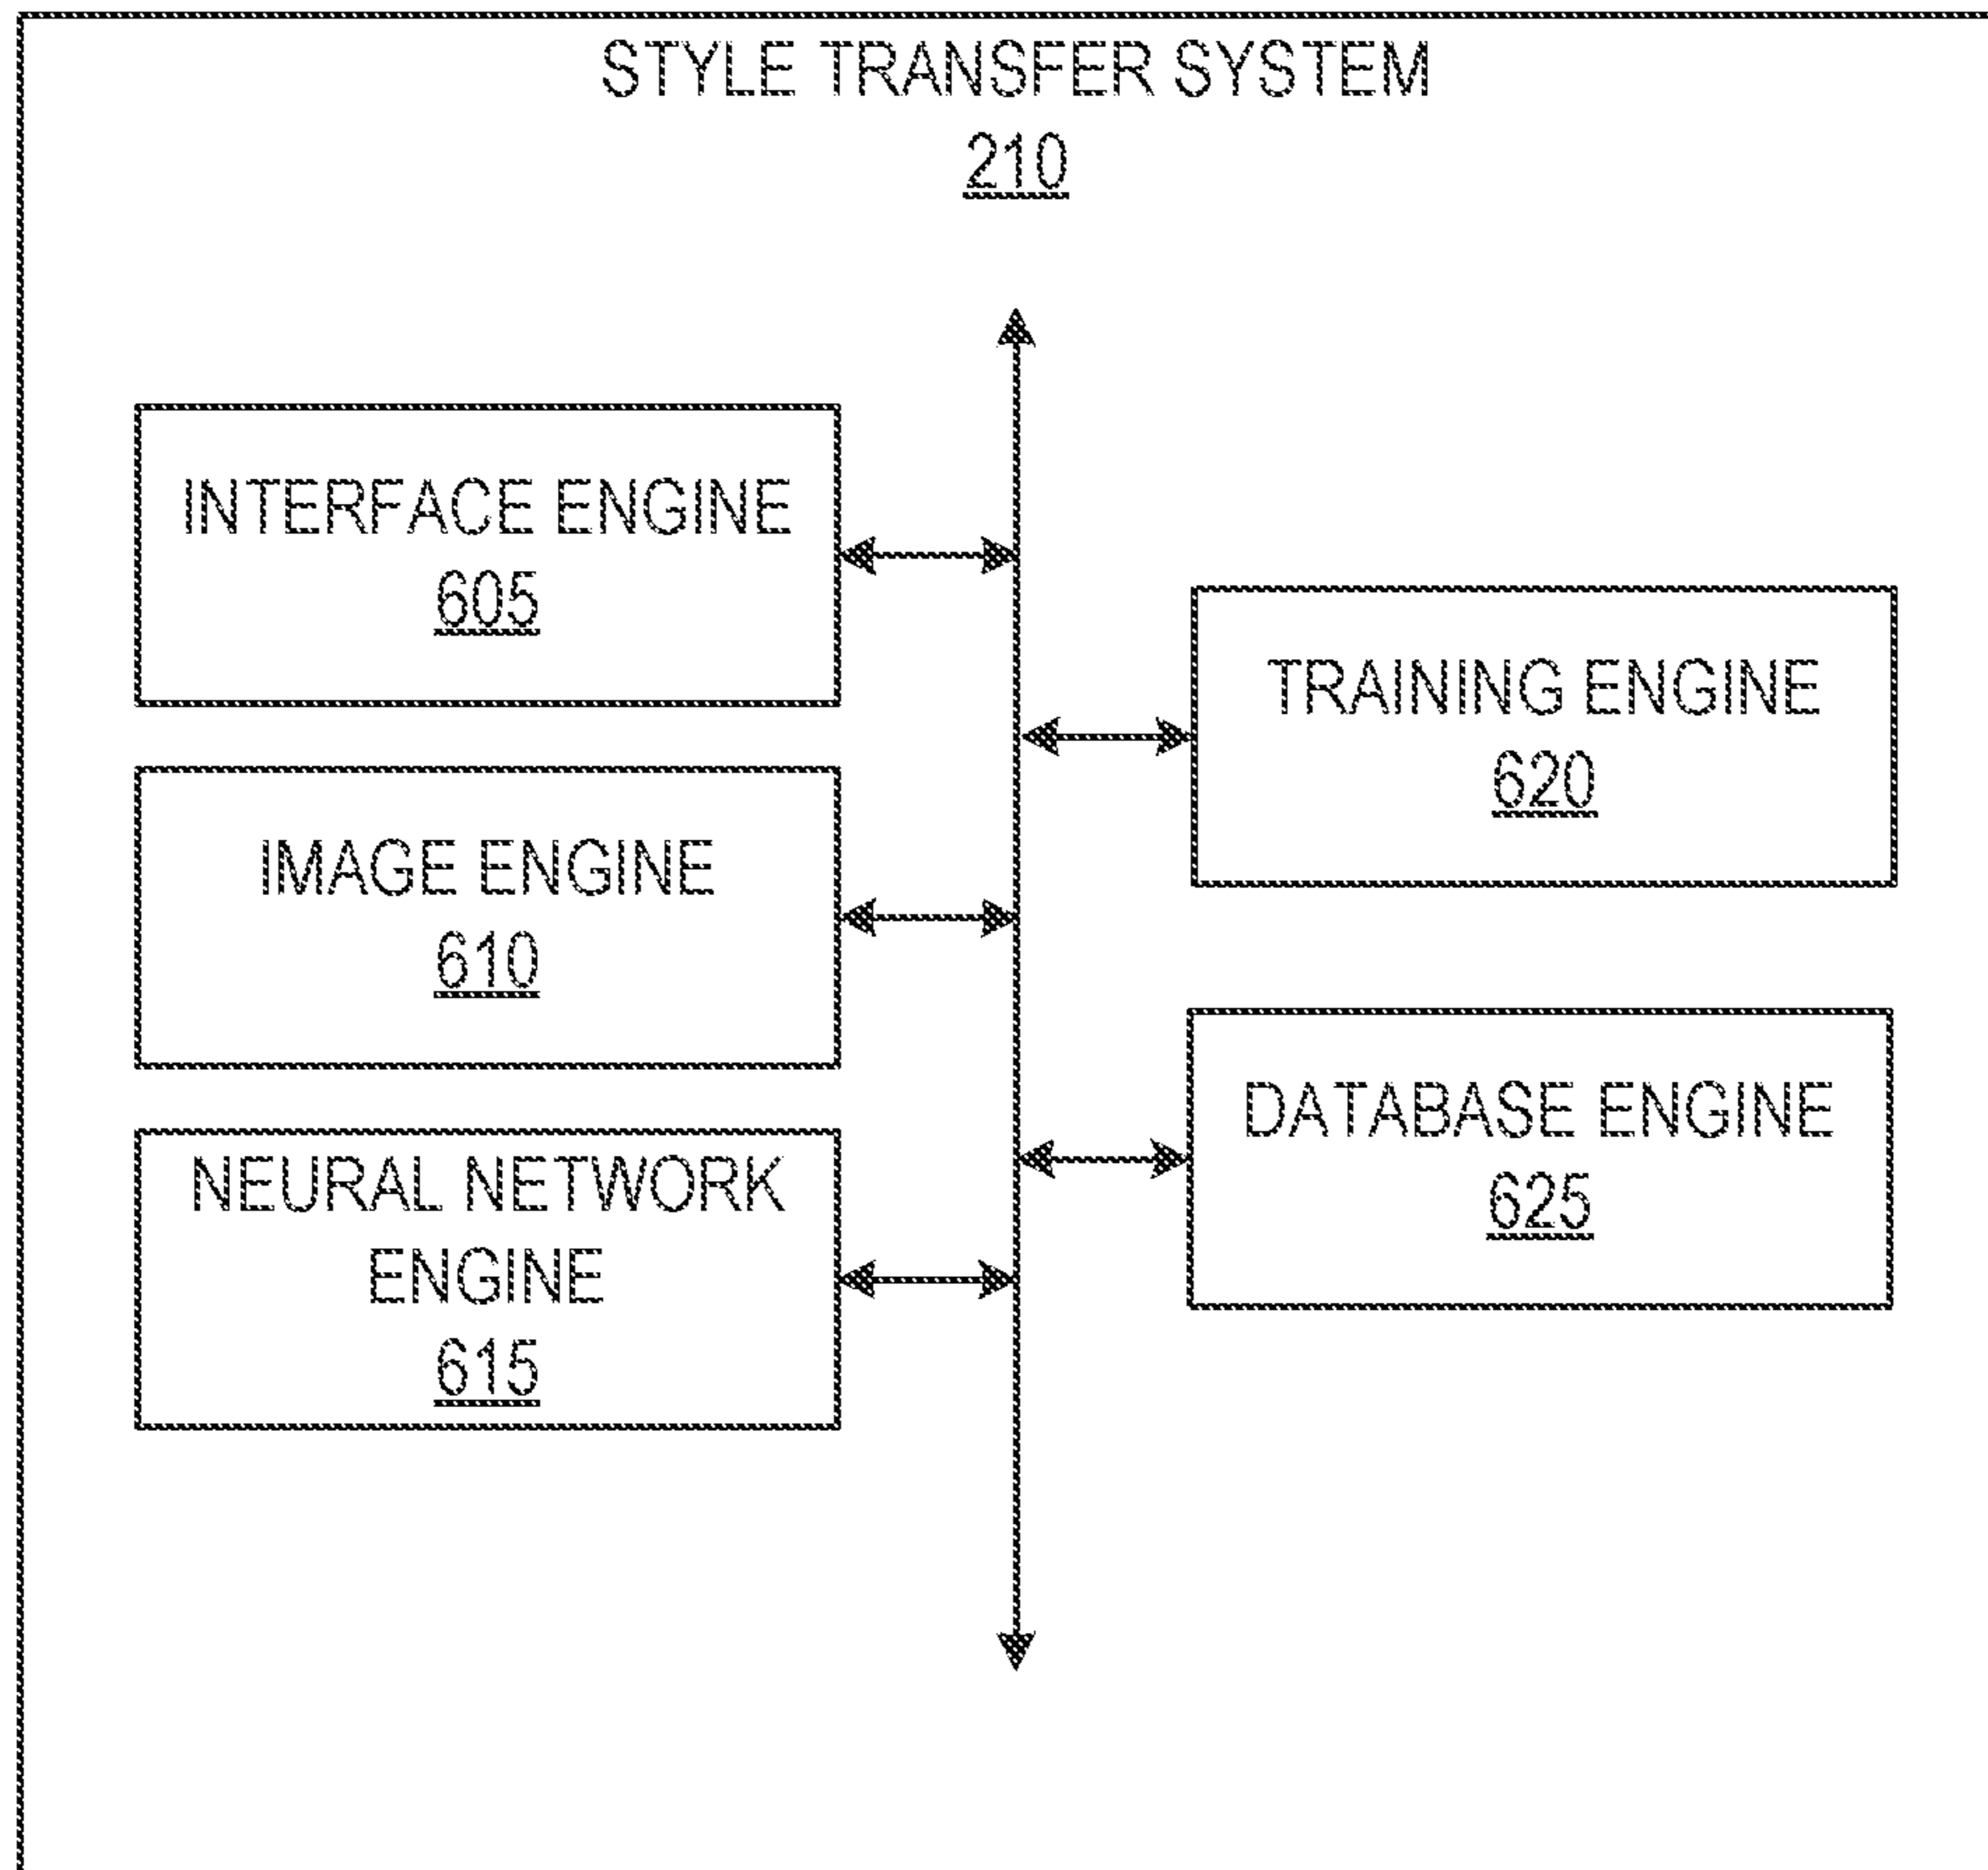 STYLE TRANSFER SYSTEM
210
INTERFACE ENGINE
605
TRAINING ENGINE
620
IMAGE ENGINE
610
DATABASE ENGINE
625
NEURAL NETWORK
ENGINE
615